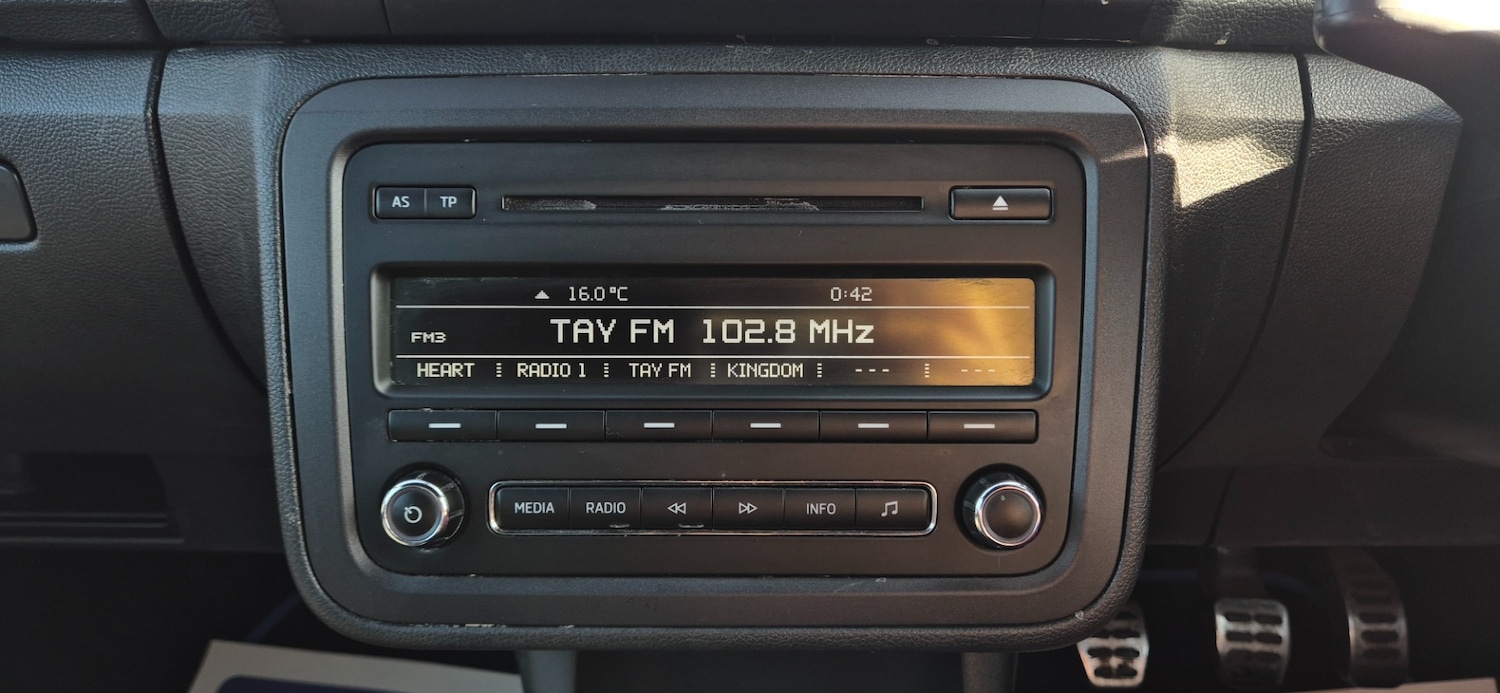 AS TP
16.0°C 0:42
FM3 TAY FM 102.8 MHz
HEART RADIO 1 TAY FM KINGDOM --- ---
MEDIA RADIO INFO